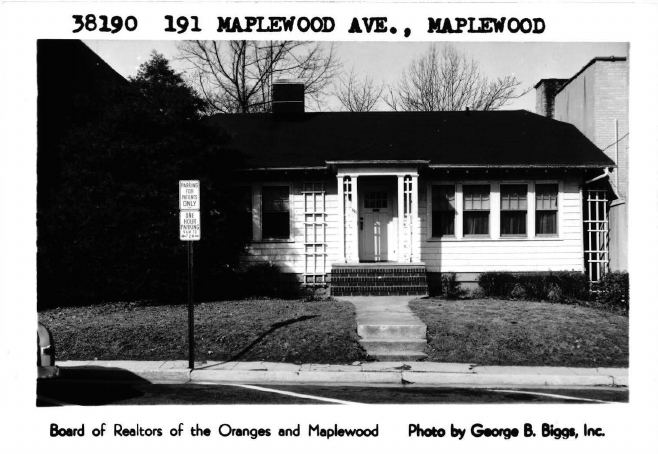 38190 191 MAPLEWOOD AVE., MAPLEWOOD
PARKING
FOR
PATIENTS
ONLY
ONE
HOUR
PARKING
Board of Realtors of the Oranges and Maplewood Photo by George B. Biggs, Inc.